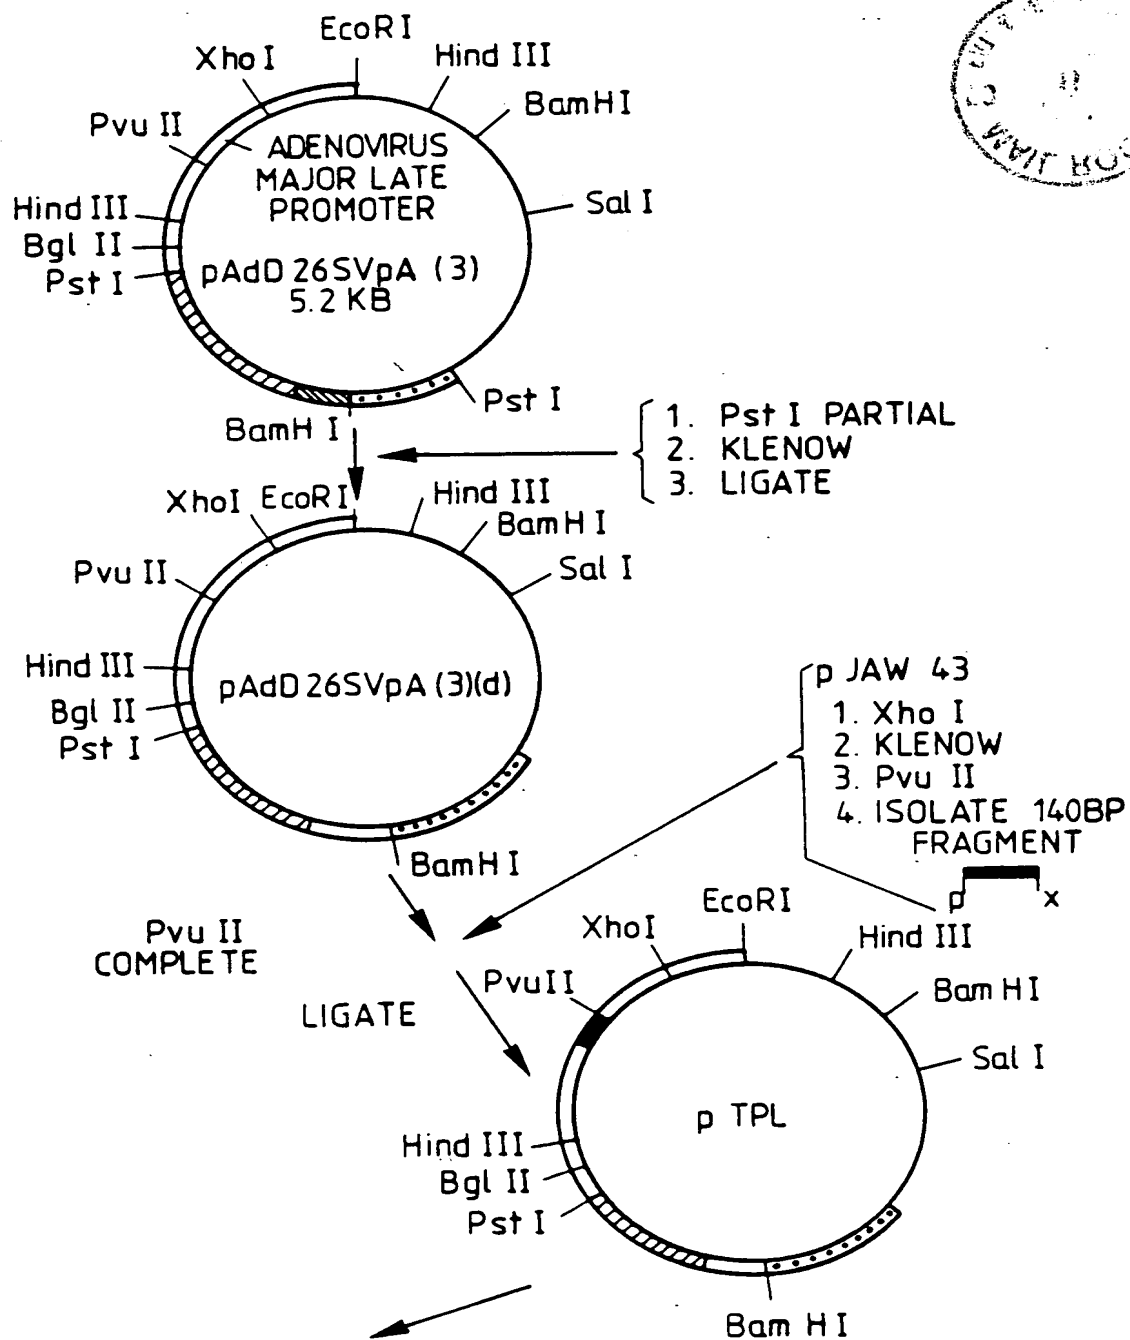 EcoRI
Xho I
Hind III
BamHI
Pvu II
ADENOVIRUS
MAJOR LATE
PROMOTER
Hind III
Sal I
Bgl II
Pst I
pAdD 26SVpA (3)
5.2 KB
Pst I
BamH I
1. Pst I PARTIAL
2. KLENOW
3. LIGATE
XhoI
EcoRI
Hind III
BamH I
Pvu II
Sal I
Hind III
pAdD 26SVpA (3)(d)
Bgl II
Pst I
BamH I
p JAW 43
1. Xho I
2. KLENOW
3. Pvu II
4. ISOLATE 140BP
FRAGMENT
p
x
Pvu II
COMPLETE
LIGATE
EcoRI
XhoI
Hind III
PvuII
Bam HI
Sal I
p TPL
Hind III
Bgl II
Pst I
Bam H I